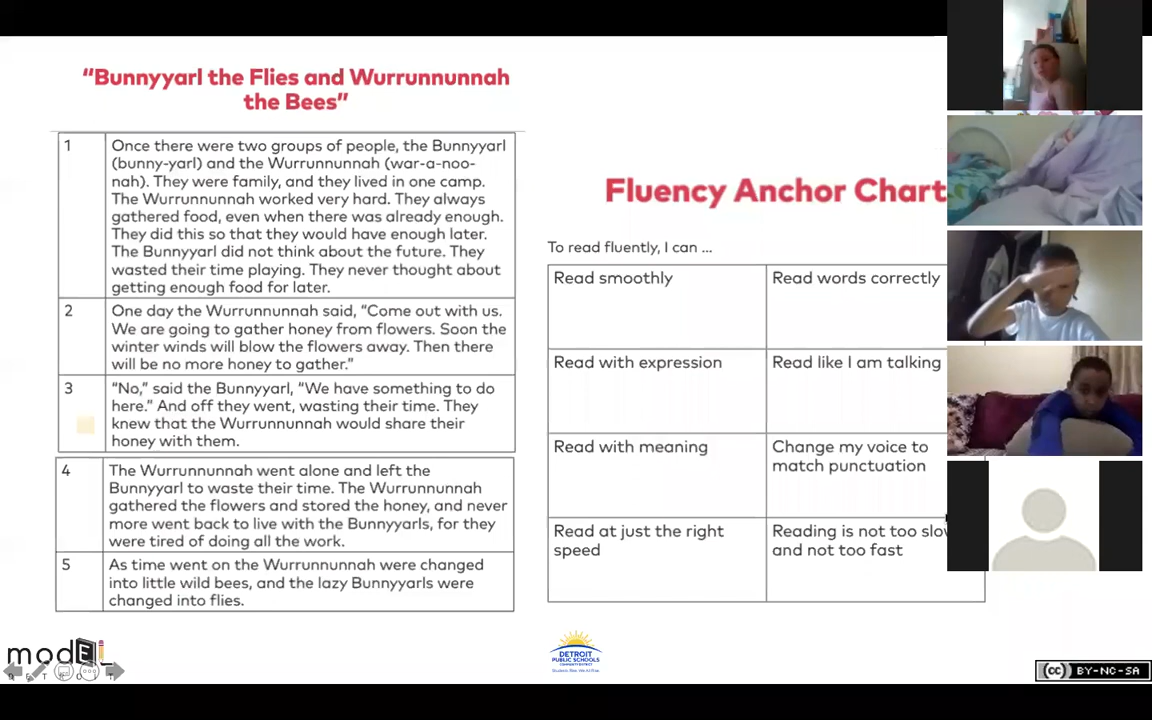 “Bunnyyarl the Flies and Wurrunnunnah
the Bees”
1
Once there were two groups of people, the Bunnyyarl
(bunny-yarl) and the Wurrunnunnah (war-a-noo-
nah). They were family, and they lived in one camp.
The Wurrunnunnah worked very hard. They always
gathered food, even when there was already enough.
They did this so that they would have enough later.
The Bunnyyarl did not think about the future. They
wasted their time playing. They never thought about
getting enough food for later.
2
One day the Wurrunnunnah said, “Come out with us.
We are going to gather honey from flowers. Soon the
winter winds will blow the flowers away. Then there
will be no more honey to gather.”
3
“No,” said the Bunnyyarl, “We have something to do
here.” And off they went, wasting their time. They
knew that the Wurrunnunnah would share their
honey with them.
4
The Wurrunnunnah went alone and left the
Bunnyyarl to waste their time. The Wurrunnunnah
gathered the flowers and stored the honey, and never
more went back to live with the Bunnyyarls, for they
were tired of doing all the work.
5
As time went on the Wurrunnunnah were changed
into little wild bees, and the lazy Bunnyyarls were
changed into flies.
Fluency Anchor Chart
To read fluently, I can ...
Read smoothly
Read words correctly
Read with expression
Read like I am talking
Read with meaning
Change my voice to
match punctuation
Read at just the right
speed
Reading is not too slow
and not too fast
modEL
DETROIT
DETROIT
PUBLIC SCHOOLS
COMMUNITY DISTRICT
cc BY-NC-SA